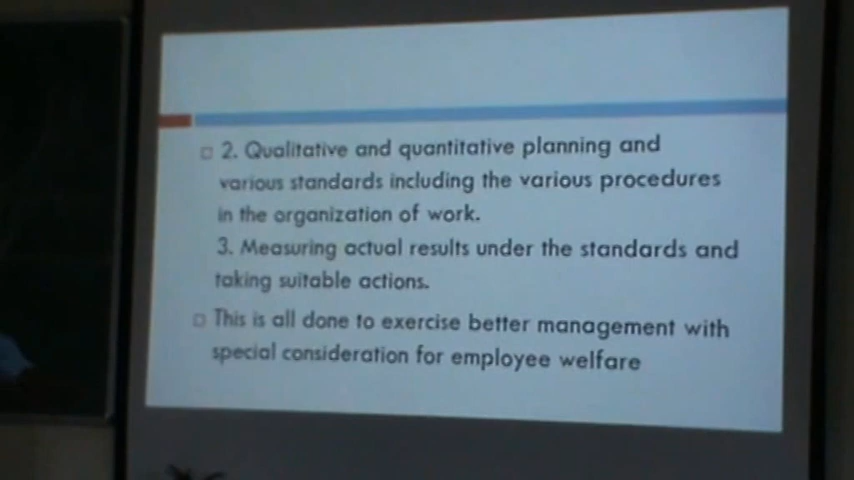 2. Qualitative and quantitative planning and
various standards including the various procedures
in the organization of work.
3. Measuring actual results under the standards and
taking suitable actions.
This is all done to exercise better management with
special consideration for employee welfare